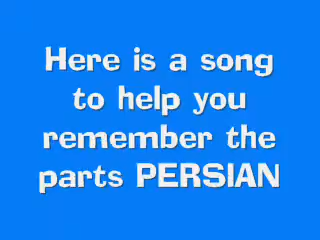 Here is a song
to help you
remember the
parts PERSIAN